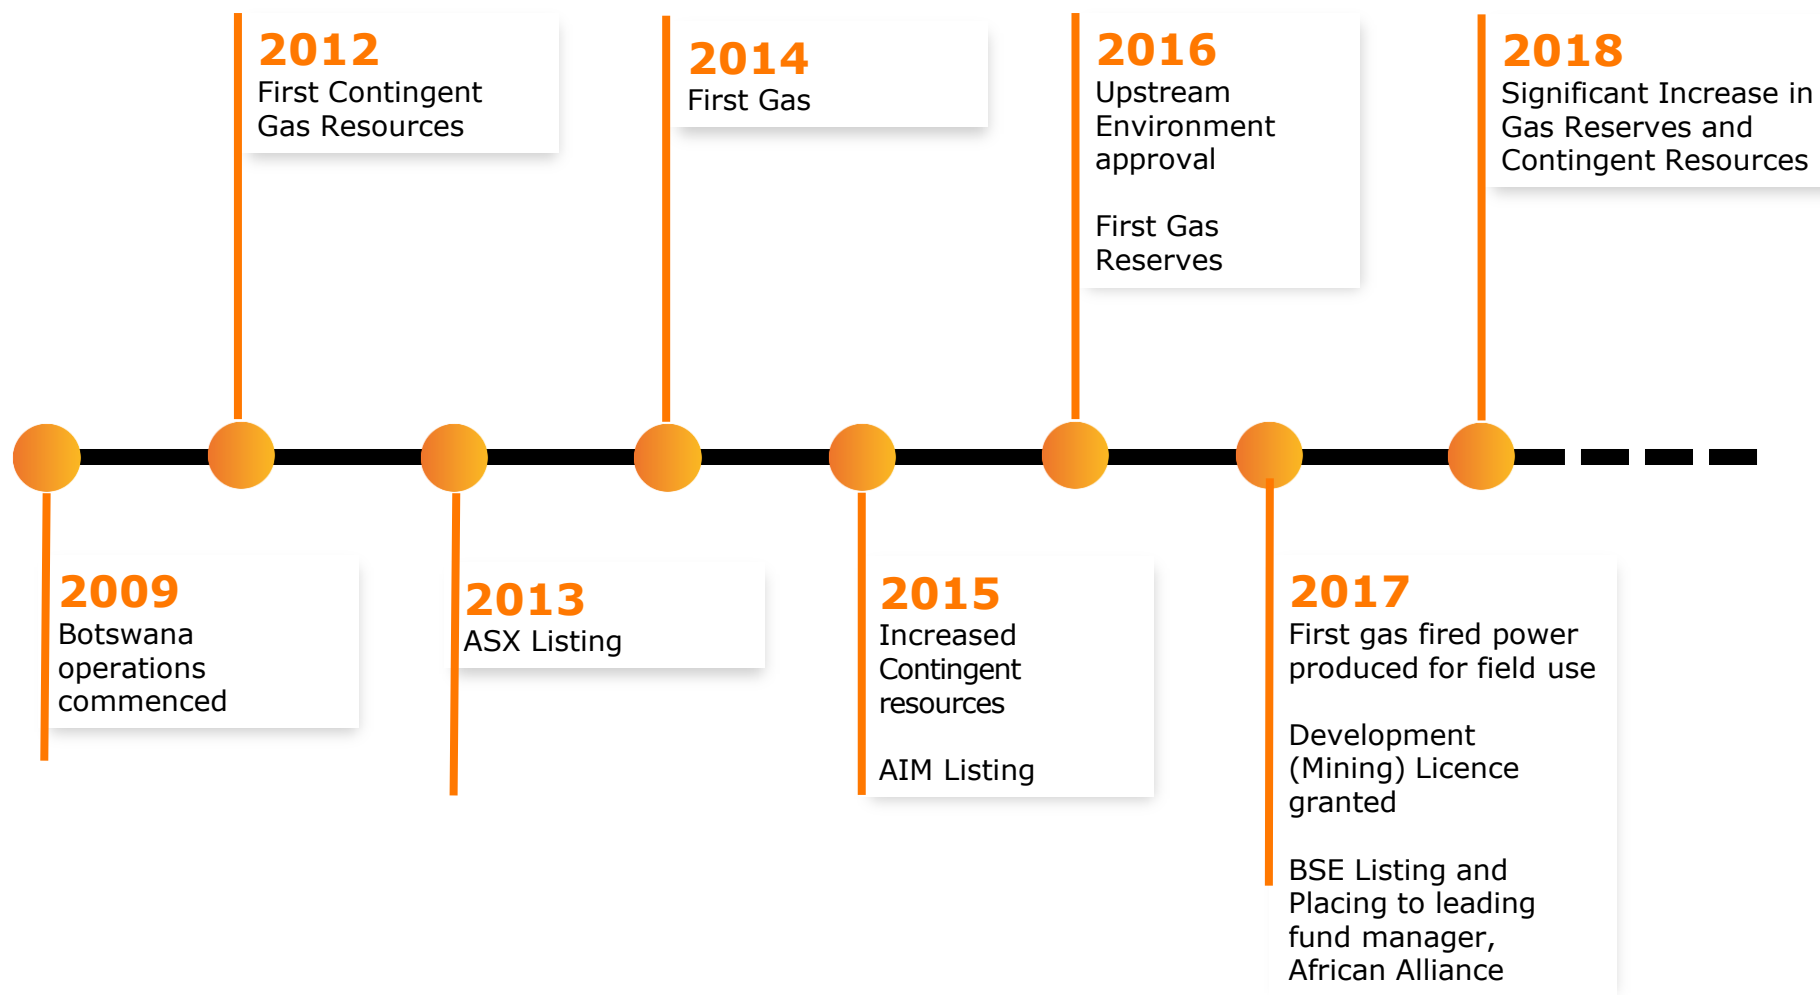 2012
First Contingent
Gas Resources
2014
First Gas
2016
Upstream
Environment
approval
First Gas
Reserves
2018
Significant Increase in
Gas Reserves and
Contingent Resources
2009
Botswana
operations
commenced
2013
ASX Listing
2015
Increased
Contingent
resources
AIM Listing
2017
First gas fired power
produced for field use
Development
(Mining) Licence
granted
BSE Listing and
Placing to leading
fund manager,
African Alliance